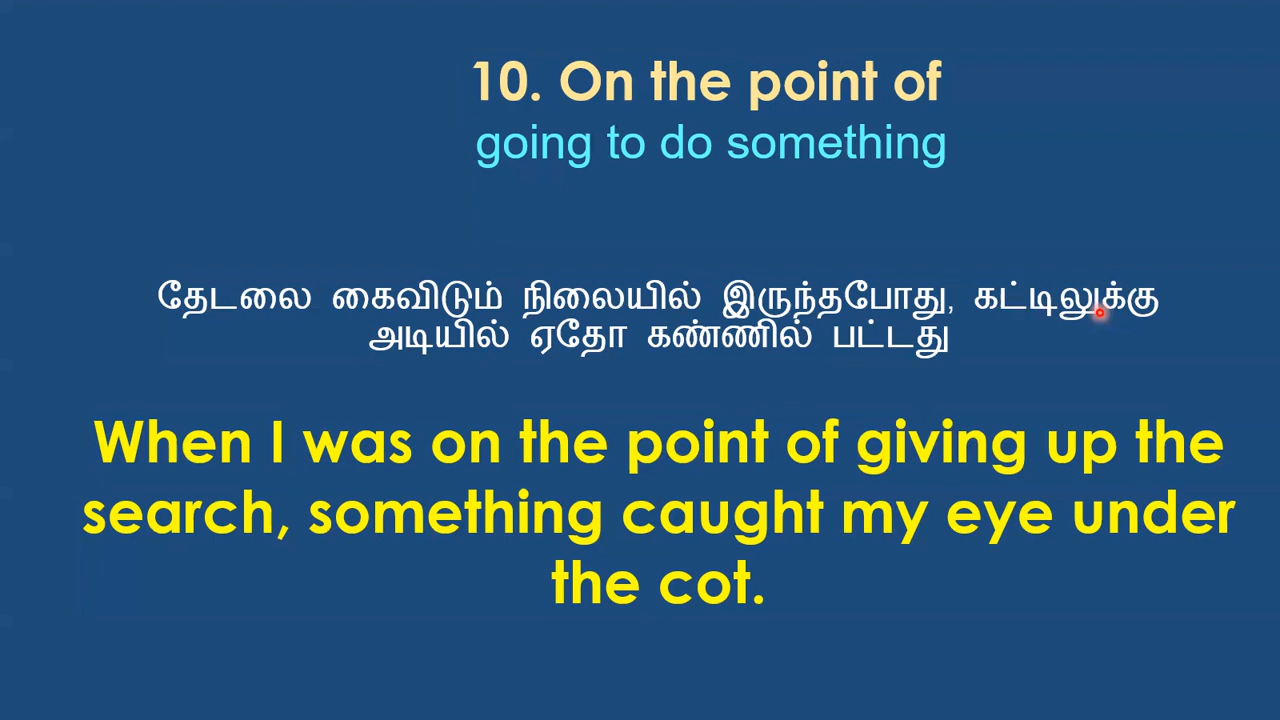 10. On the point of
going to do something
தேடலை கைவிடும் நிலையில் இருந்தபோது, கட்டிலுக்கு
அடியில் ஏதோ கண்ணில் பட்டது
When I was on the point of giving up the
search, something caught my eye under
the cot.